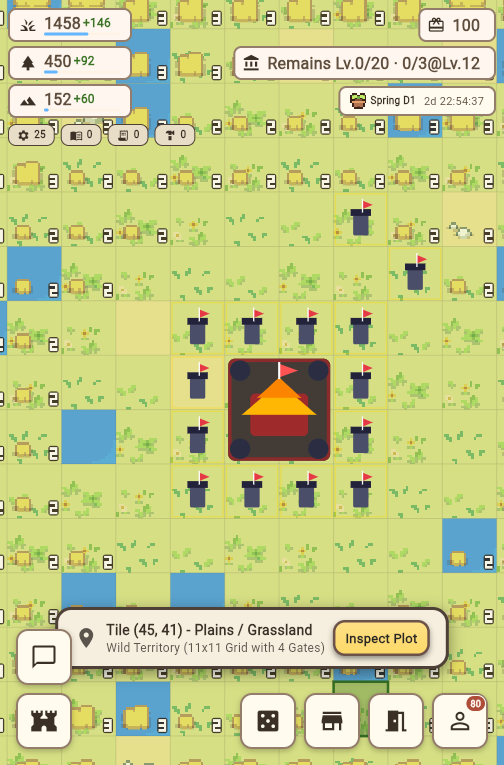 1458 +146
100
450 +92
Remains Lv.0/20 · 0/3@Lv.12
152 +60
Spring D1 2d 22:54:37
25 0 0 0
Tile (45, 41) - Plains / Grassland
Wild Territory (11x11 Grid with 4 Gates)
Inspect Plot
80